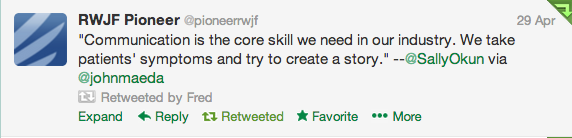 RWJF Pioneer @pioneerrwjf 29 Apr
"Communication is the core skill we need in our industry. We take
patients' symptoms and try to create a story." --@SallyOkun via
@johnmaeda
Retweeted by Fred
Expand Reply Retweeted Favorite More